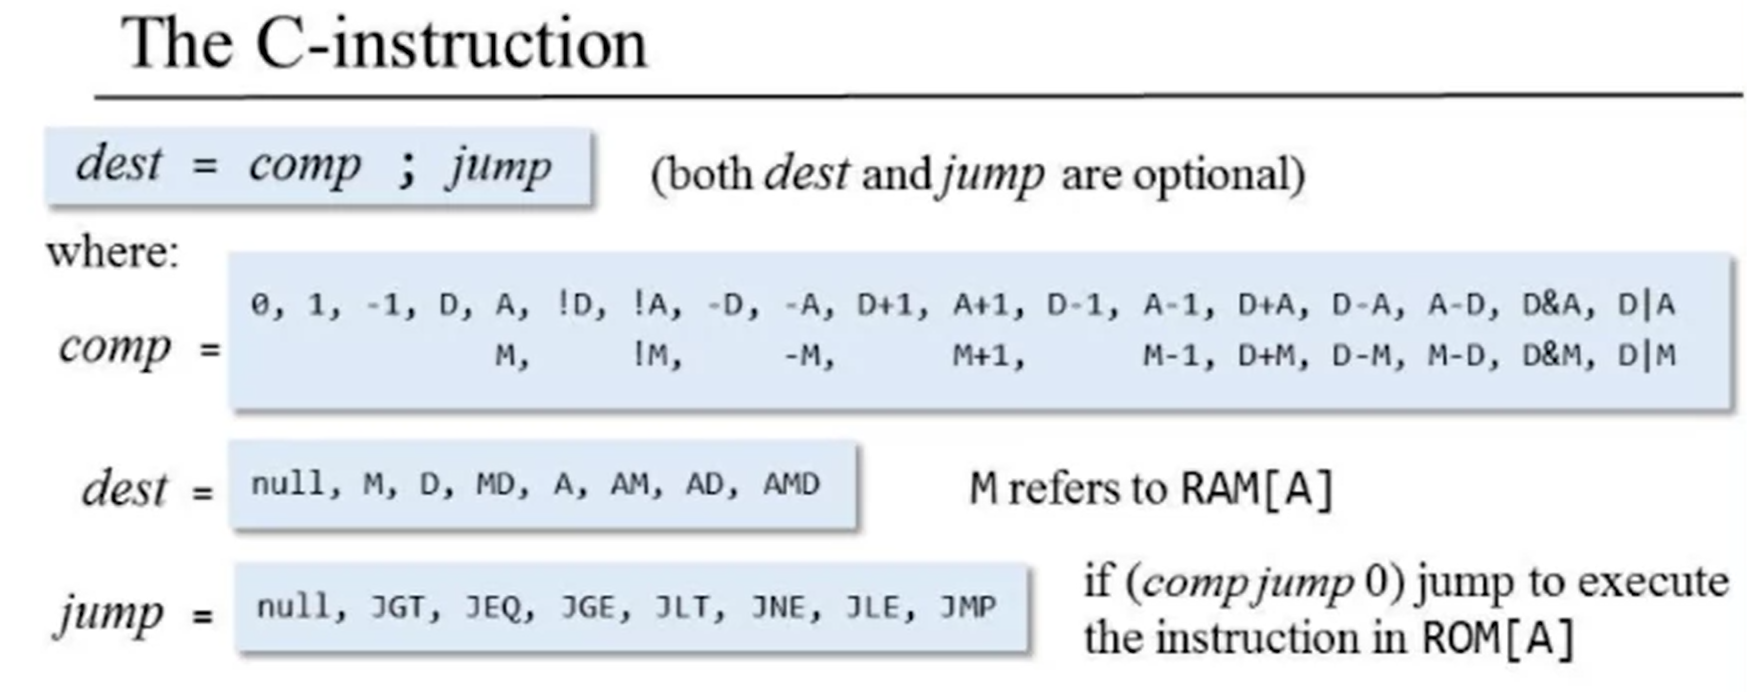 The C-instruction
dest = comp ; jump (both dest and jump are optional)
where:
comp = 0, 1, -1, D, A, !D, !A, -D, -A, D+1, A+1, D-1, A-1, D+A, D-A, A-D, D&A, D|A
M, !M, -M, M+1, M-1, D+M, D-M, M-D, D&M, D|M
dest = null, M, D, MD, A, AM, AD, AMD M refers to RAM[A]
jump = null, JGT, JEQ, JGE, JLT, JNE, JLE, JMP if (comp jump 0) jump to execute
the instruction in ROM[A]